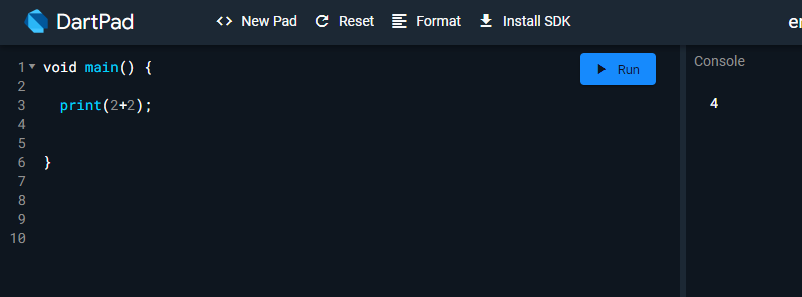 DartPad <> New Pad Reset Format Install SDK
1 void main() { Run Console
2
3 print(2+2); 4
4
5
6 }
7
8
9
10